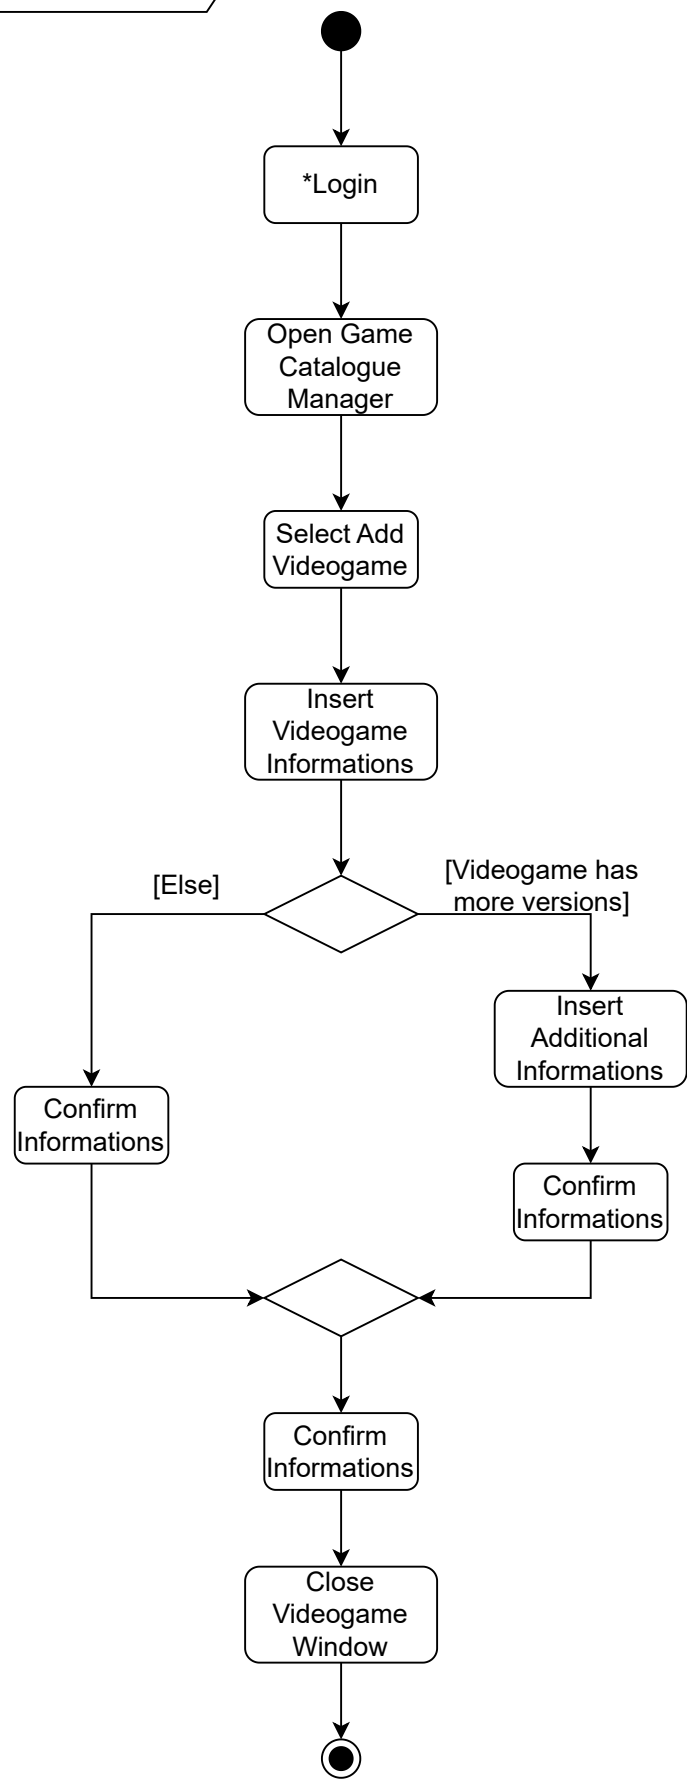 *Login
Open Game
Catalogue
Manager
Select Add
Videogame
Insert
Videogame
Informations
[Else]
[Videogame has
more versions]
Insert
Additional
Informations
Confirm
Informations
Confirm
Informations
Confirm
Informations
Close
Videogame
Window